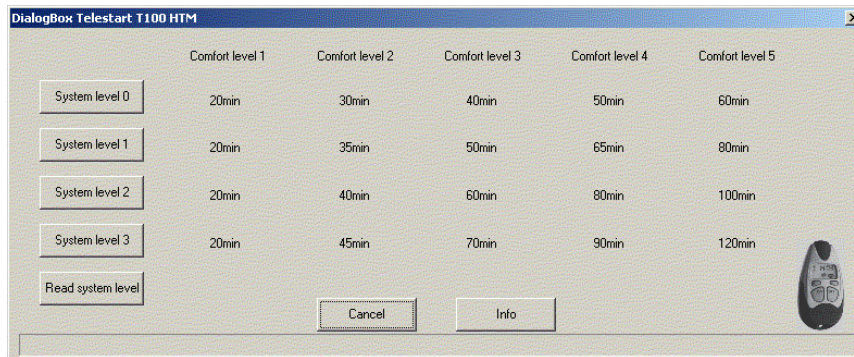 DialogBox Telestart T100 HTM
Comfort level 1 Comfort level 2 Comfort level 3 Comfort level 4 Comfort level 5
System level 0 20min 30min 40min 50min 60min
System level 1 20min 35min 50min 65min 80min
System level 2 20min 40min 60min 80min 100min
System level 3 20min 45min 70min 90min 120min
Read system level
Cancel Info